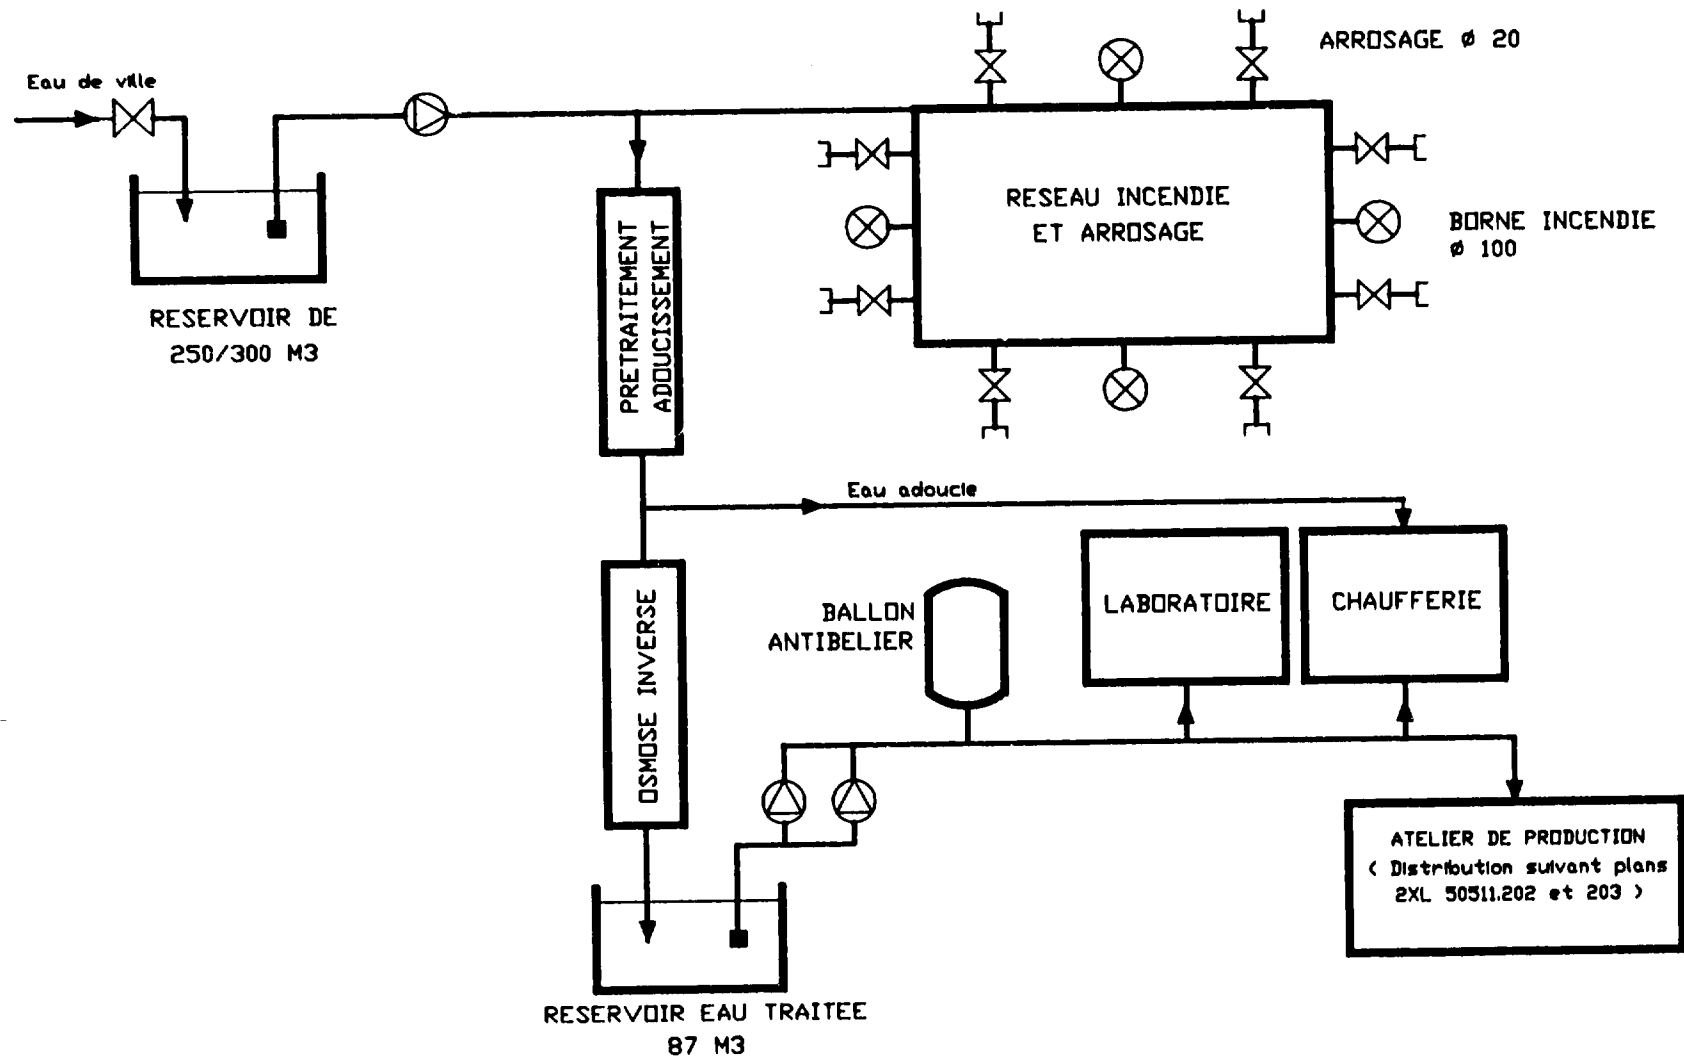 ARROSAGE ø 20
Eau de ville
RESEAU INCENDIE
ET ARROSAGE
BORNE INCENDIE
ø 100
RESERVOIR DE
250/300 M3
PRETRAITEMENT
ADOUCISSEMENT
Eau adoucie
LABORATOIRE
CHAUFFERIE
BALLON
ANTIBELIER
OSMOSE INVERSE
ATELIER DE PRODUCTION
( Distribution suivant plans
2XL 50511.202 et 203 )
RESERVOIR EAU TRAITEE
87 M3